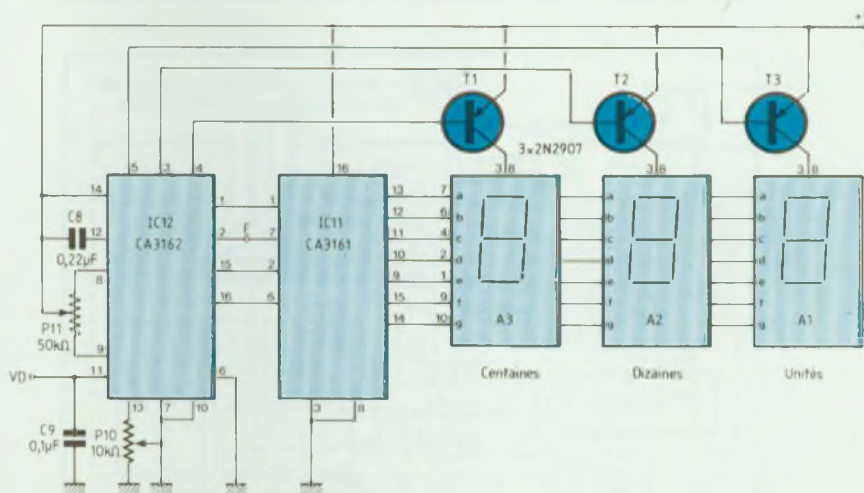 +
T1 T2 T3
3x2N2907
5 3 4 16 3 8 3 8 3 8
14 1 1 13 7 a a a
C8 IC12 IC11 12 6 b b b
12 CA3162 2 E 7 CA3161 11 4 c c c
0,22µF 10 2 d d d
8 15 2 9 1 e e e
16 6 15 9 f f f
P11 14 10 g A3 g A2 g A1
50kΩ
9
VD 11 6 3 8 Centaines Dizaines Unités
13 7 10
C9 P10
0,1µF 10kΩ